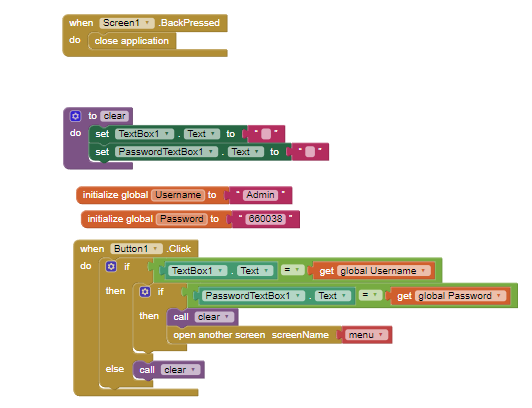 when Screen1 .BackPressed
do close application
to clear
do set TextBox1 . Text to " "
set PasswordTextBox1 . Text to " "
initialize global Username to " Admin "
initialize global Password to " 660038 "
when Button1 .Click
do if TextBox1 . Text = get global Username
then if PasswordTextBox1 . Text = get global Password
then call clear
open another screen screenName menu
else call clear